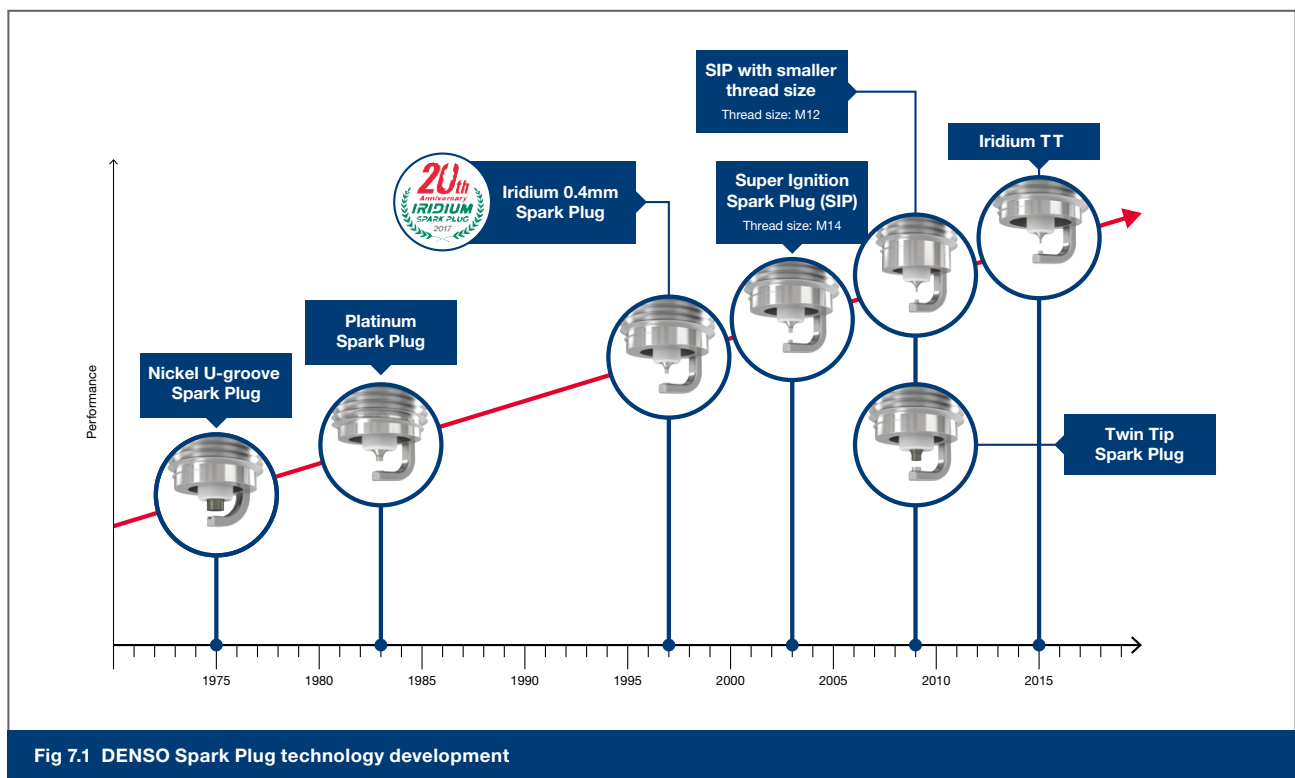 SIP with smaller
thread size
Thread size: M12
Iridium TT
20th
Anniversary
IRIDIUM
SPARK PLUG
2017
Iridium 0.4mm
Spark Plug
Super Ignition
Spark Plug (SIP)
Thread size: M14
Platinum
Spark Plug
Nickel U-groove
Spark Plug
Twin Tip
Spark Plug
Performance
1975
1980
1985
1990
1995
2000
2005
2010
2015
Fig 7.1 DENSO Spark Plug technology development